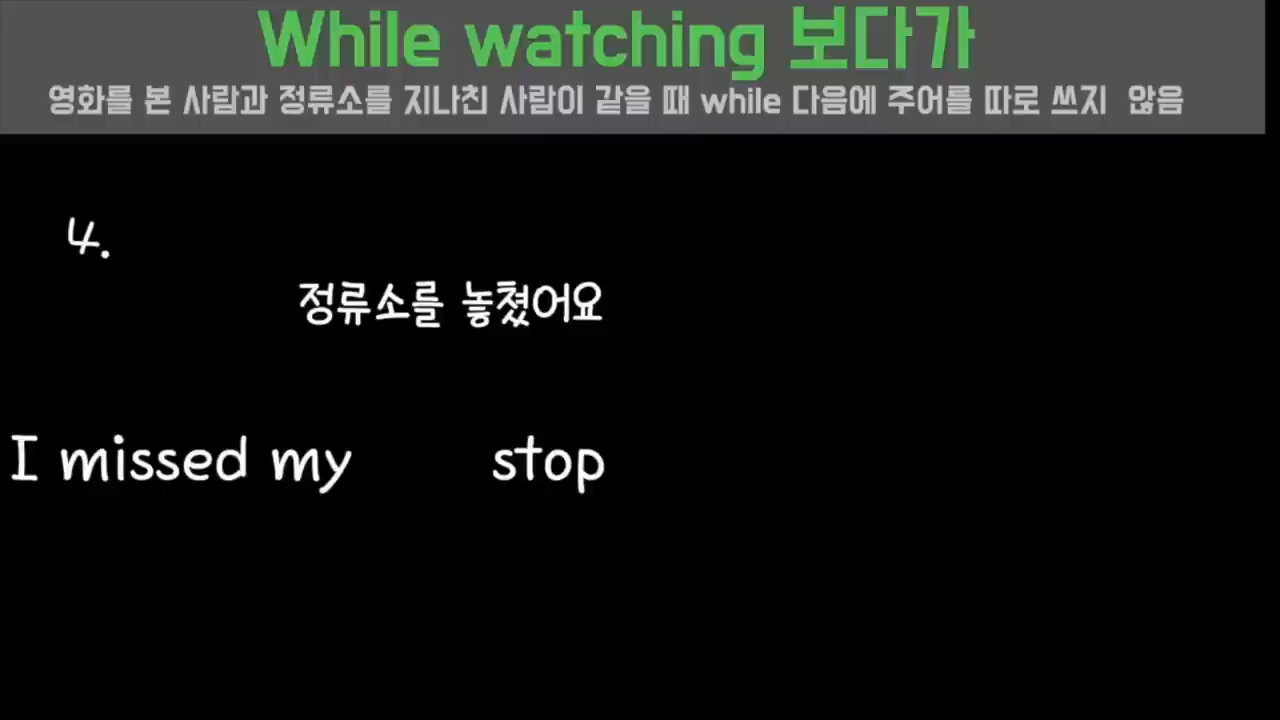 While watching 보다가
영화를 본 사람과 정류소를 지나친 사람이 같을 때 while 다음에 주어를 따로 쓰지 않음
4.
정류소를 놓쳤어요
I missed my stop